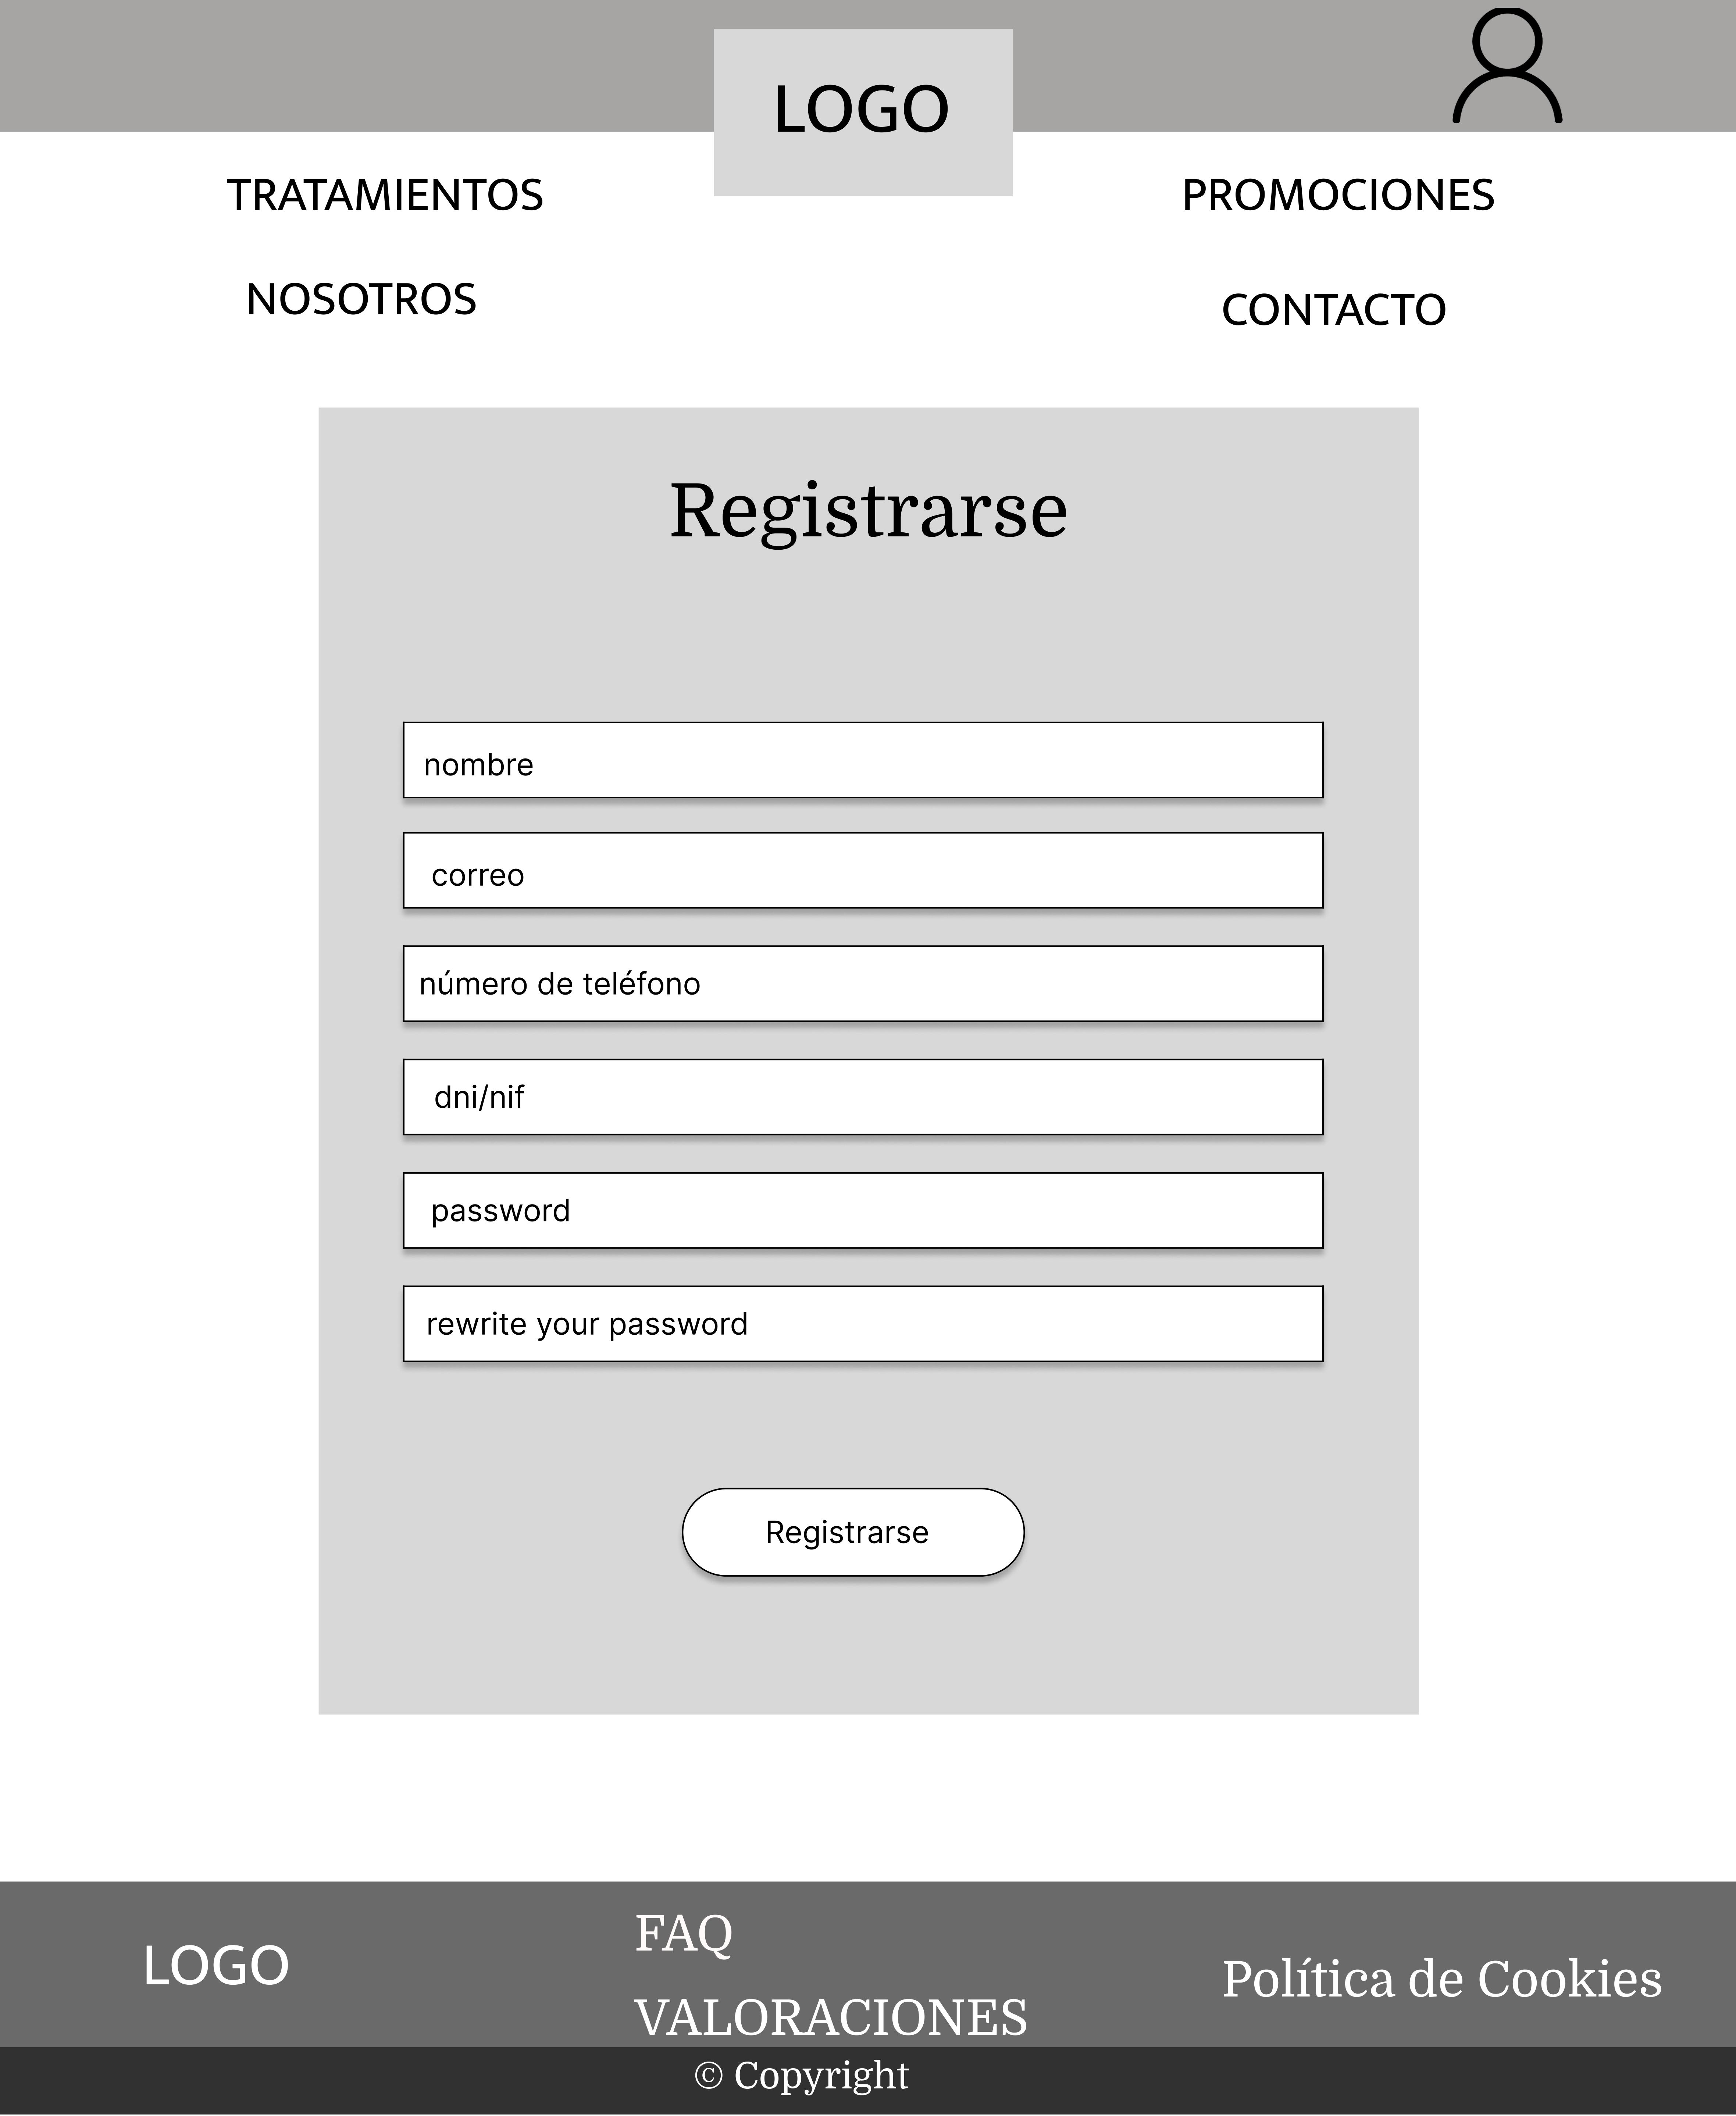 LOGO
TRATAMIENTOS
PROMOCIONES
NOSOTROS
CONTACTO
Registrarse
nombre
correo
número de teléfono
dni/nif
password
rewrite your password
Registrarse
LOGO
FAQ
VALORACIONES
Política de Cookies
© Copyright